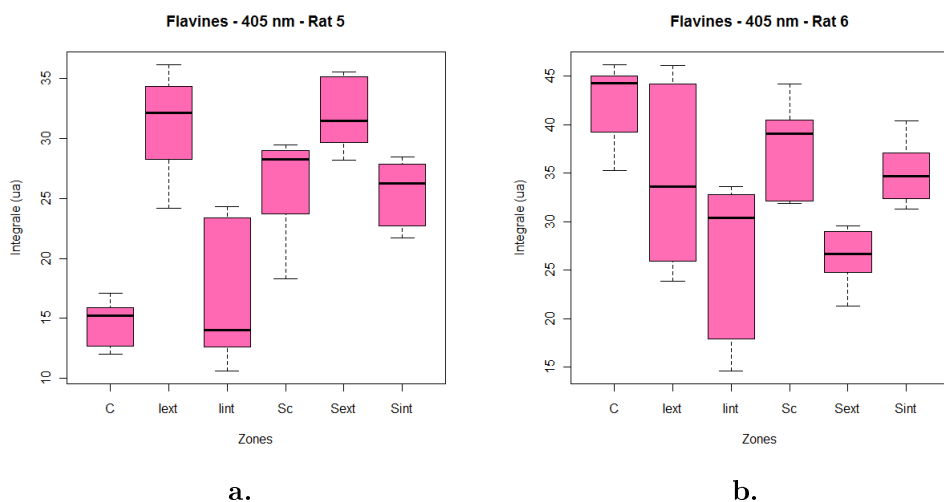 Flavines - 405 nm - Rat 5
Integrale (ua)
35
30
25
20
15
10
C Iext Iint Sc Sext Sint
Zones
a.
Flavines - 405 nm - Rat 6
Integrale (ua)
45
40
35
30
25
20
15
C Iext Iint Sc Sext Sint
Zones
b.